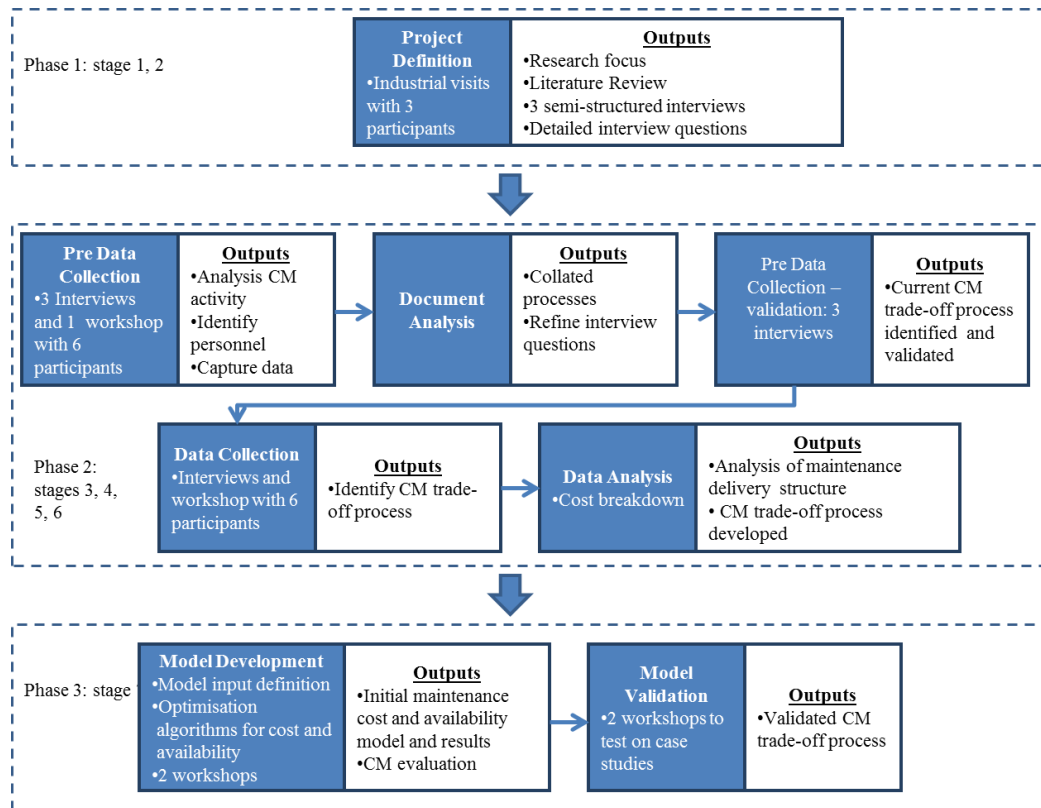 Phase 1: stage 1, 2
Project
Definition
•Industrial visits
with 3
participants
Outputs
•Research focus
•Literature Review
•3 semi-structured interviews
•Detailed interview questions
Pre Data
Collection
•3 Interviews
and 1 workshop
with 6
participants
Outputs
•Analysis CM
activity
•Identify
personnel
•Capture data
Document
Analysis
Outputs
•Collated
processes
•Refine interview
questions
Pre Data
Collection –
validation: 3
interviews
Outputs
•Current CM
trade-off process
identified and
validated
Phase 2:
stages 3, 4,
5, 6
Data Collection
•Interviews and
workshop with 6
participants
Outputs
•Identify CM trade-
off process
Data Analysis
•Cost breakdown
Outputs
•Analysis of maintenance
delivery structure
• CM trade-off process
developed
Phase 3: stage
Model Development
•Model input definition
•Optimisation
algorithms for cost and
availability
•2 workshops
Outputs
•Initial maintenance
cost and availability
model and results
•CM evaluation
Model
Validation
•2 workshops to
test on case
studies
Outputs
•Validated CM
trade-off process